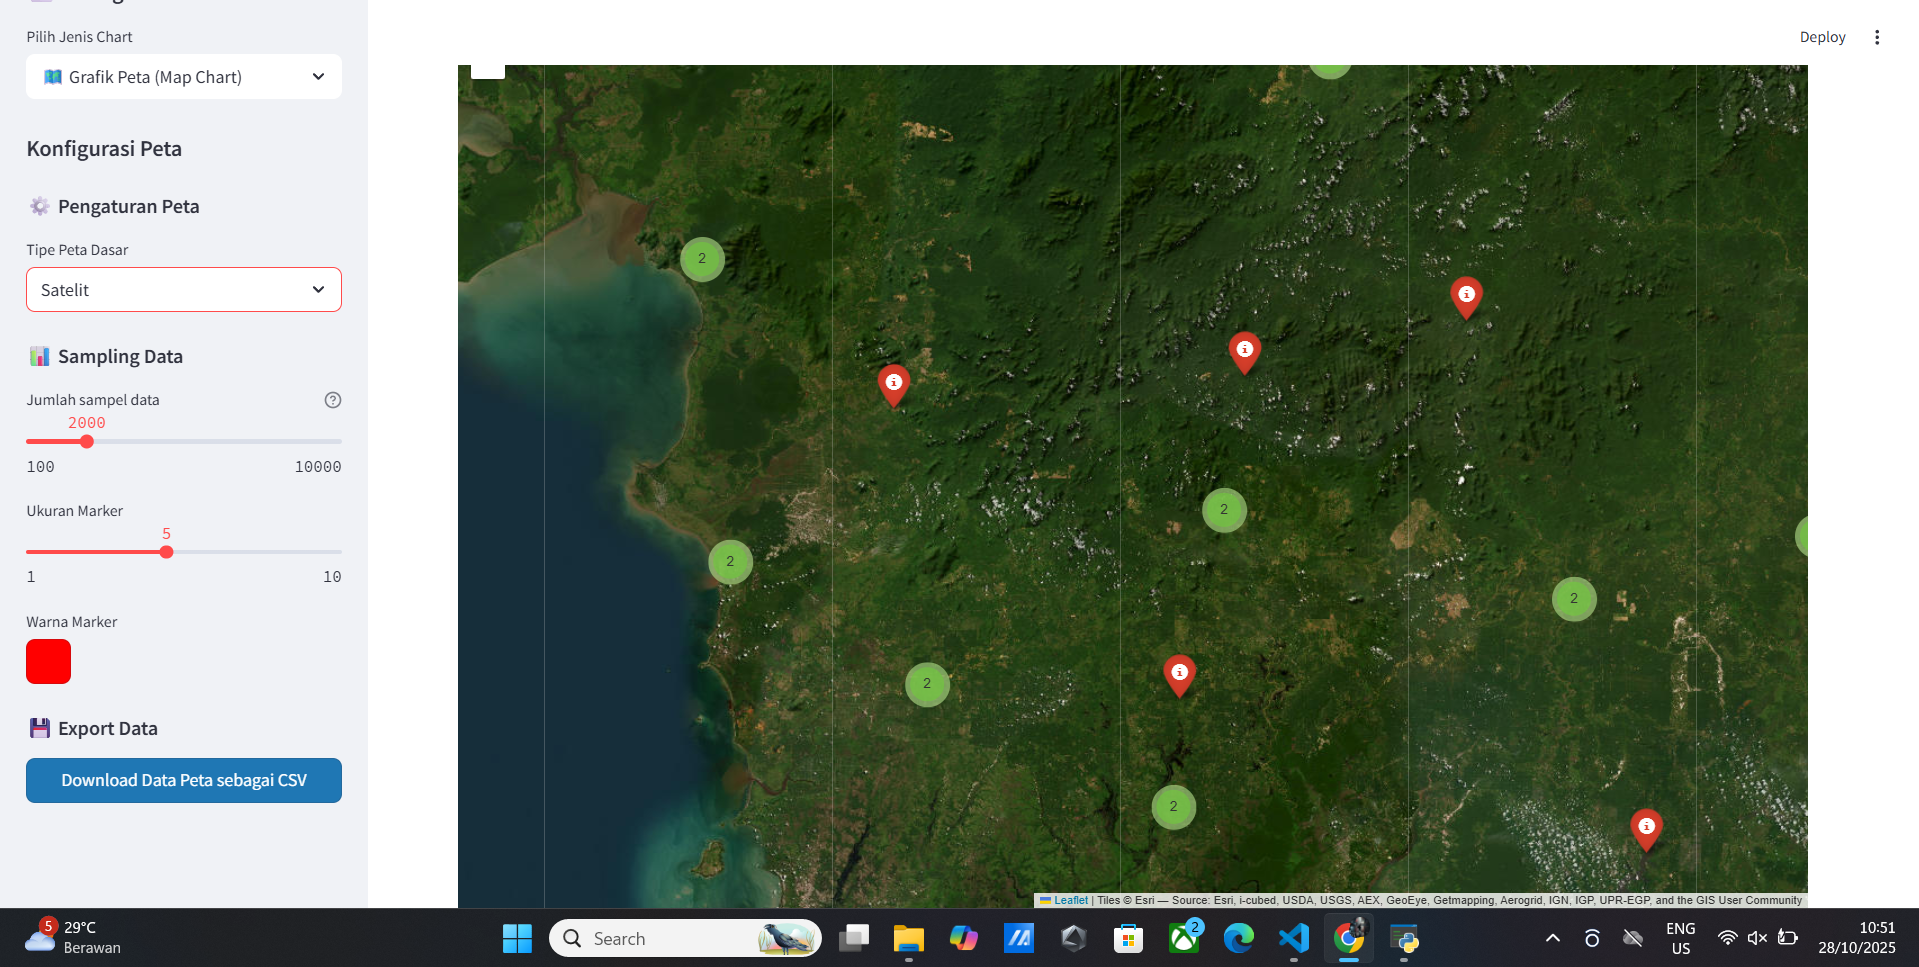 Pilih Jenis Chart
Grafik Peta (Map Chart)
Konfigurasi Peta
Pengaturan Peta
Tipe Peta Dasar
Satelit
Sampling Data
Jumlah sampel data
2000
100 10000
Ukuran Marker
5
1 10
Warna Marker
Export Data
Download Data Peta sebagai CSV
Deploy
2
2
2
2
2
2
Leaflet | Tiles © Esri — Source: Esri, i-cubed, USDA, USGS, AEX, GeoEye, Getmapping, Aerogrid, IGN, IGP, UPR-EGP, and the GIS User Community
5
29°C
Berawan
Search
2
ENG
US
10:51
28/10/2025